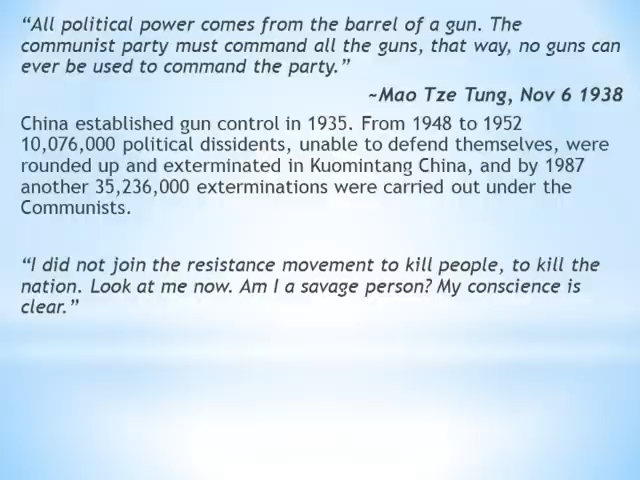 “All political power comes from the barrel of a gun. The
communist party must command all the guns, that way, no guns can
ever be used to command the party.”
~Mao Tze Tung, Nov 6 1938
China established gun control in 1935. From 1948 to 1952
10,076,000 political dissidents, unable to defend themselves, were
rounded up and exterminated in Kuomintang China, and by 1987
another 35,236,000 exterminations were carried out under the
Communists.
“I did not join the resistance movement to kill people, to kill the
nation. Look at me now. Am I a savage person? My conscience is
clear.”